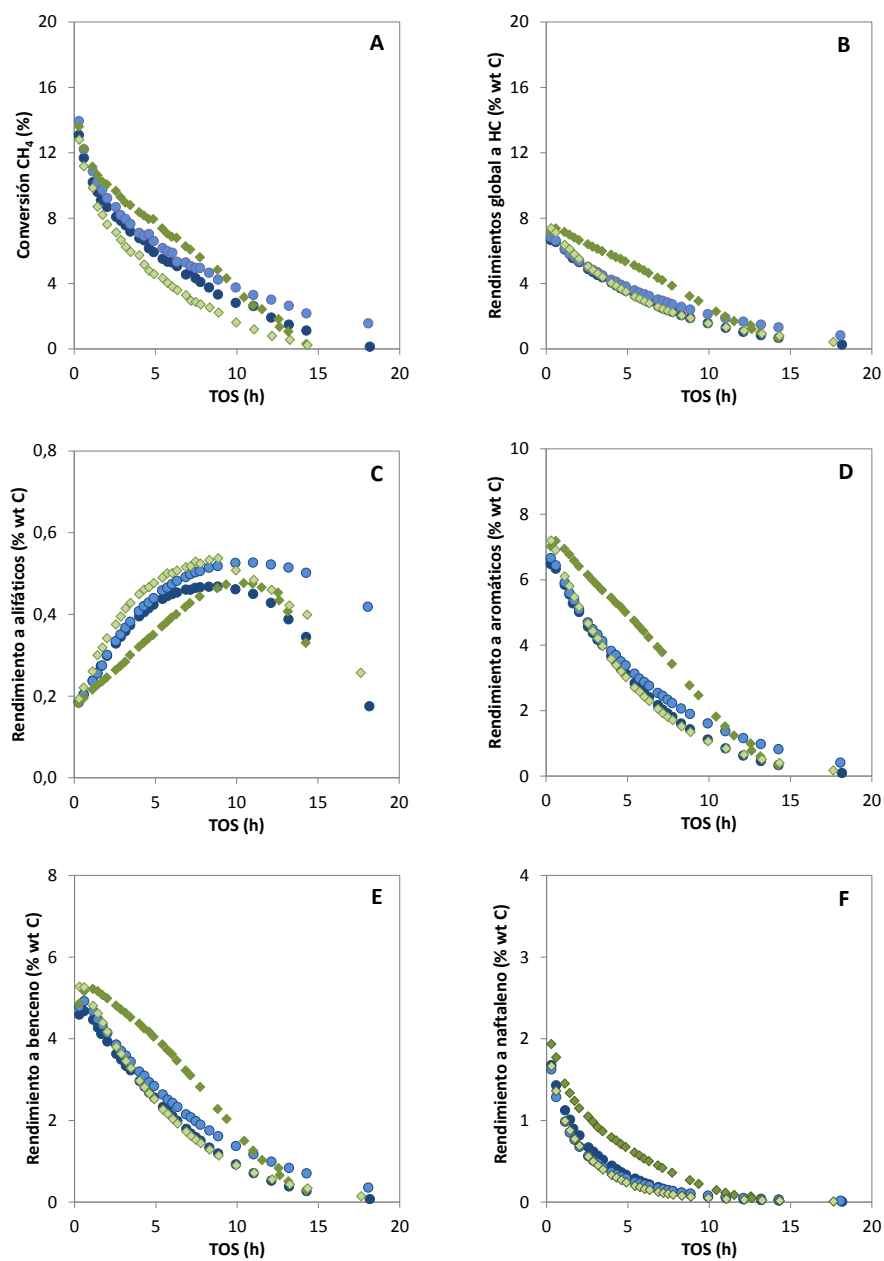 A
Conversión CH4 (%)
20
16
12
8
4
0
0 5 10 15 20
TOS (h)
B
Rendimientos global a HC (% wt C)
20
16
12
8
4
0
0 5 10 15 20
TOS (h)
C
Rendimiento a alifáticos (% wt C)
0,8
0,6
0,4
0,2
0,0
0 5 10 15 20
TOS (h)
D
Rendimiento a aromáticos (% wt C)
10
8
6
4
2
0
0 5 10 15 20
TOS (h)
E
Rendimiento a benceno (% wt C)
8
6
4
2
0
0 5 10 15 20
TOS (h)
F
Rendimiento a naftaleno (% wt C)
4
3
2
1
0
0 5 10 15 20
TOS (h)